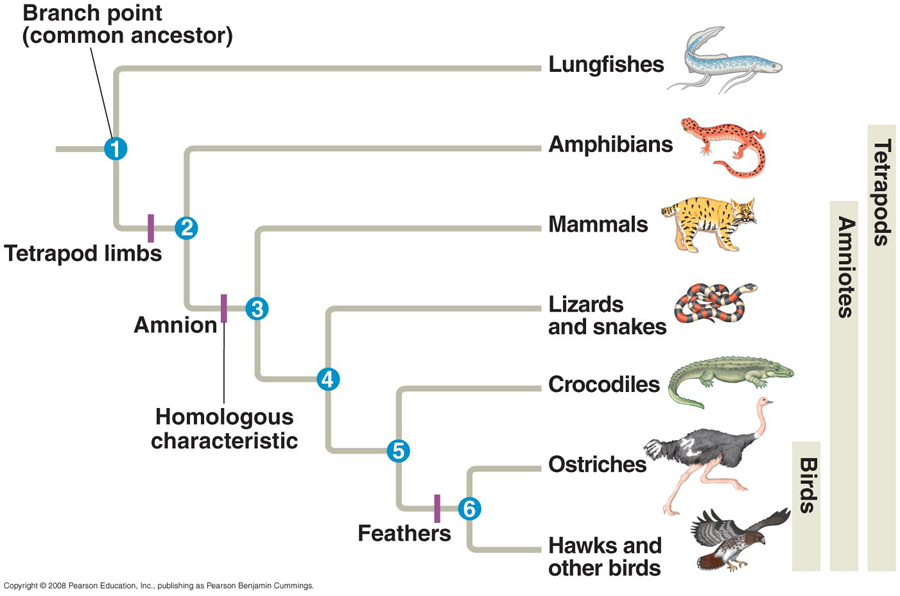 Branch point
(common ancestor)
Lungfishes
1
Amphibians
Tetrapods
2
Mammals
Tetrapod limbs
Amniotes
3
Lizards
and snakes
Amnion
4
Crocodiles
Homologous
characteristic
5
Ostriches
Birds
6
Feathers
Hawks and
other birds
Copyright © 2008 Pearson Education, Inc., publishing as Pearson Benjamin Cummings.